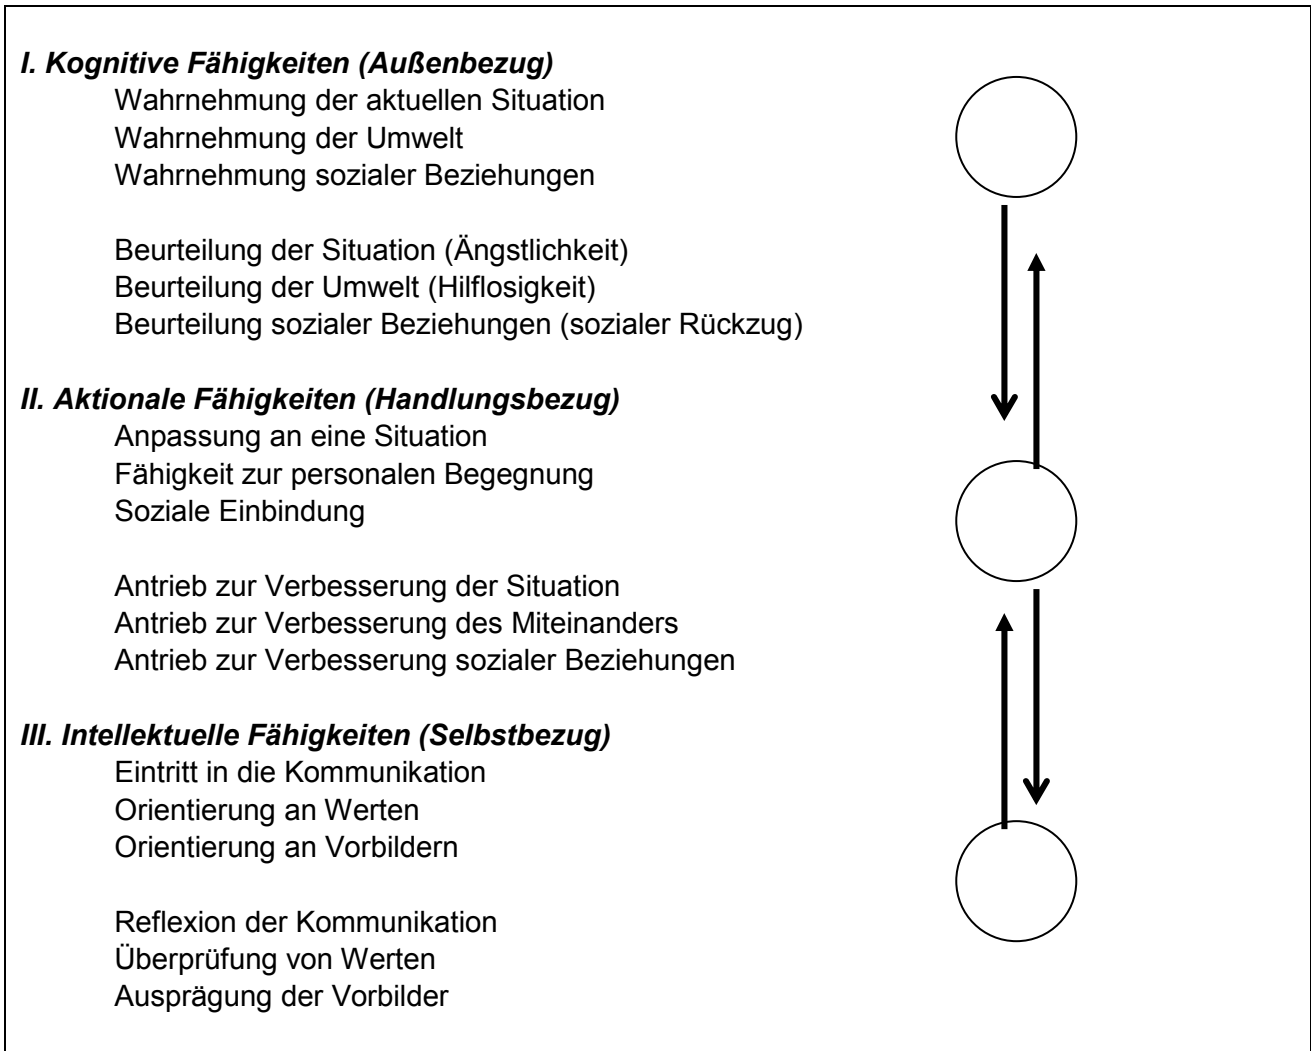 I. Kognitive Fähigkeiten (Außenbezug)
Wahrnehmung der aktuellen Situation
Wahrnehmung der Umwelt
Wahrnehmung sozialer Beziehungen
Beurteilung der Situation (Ängstlichkeit)
Beurteilung der Umwelt (Hilflosigkeit)
Beurteilung sozialer Beziehungen (sozialer Rückzug)
II. Aktionale Fähigkeiten (Handlungsbezug)
Anpassung an eine Situation
Fähigkeit zur personalen Begegnung
Soziale Einbindung
Antrieb zur Verbesserung der Situation
Antrieb zur Verbesserung des Miteinanders
Antrieb zur Verbesserung sozialer Beziehungen
III. Intellektuelle Fähigkeiten (Selbstbezug)
Eintritt in die Kommunikation
Orientierung an Werten
Orientierung an Vorbildern
Reflexion der Kommunikation
Überprüfung von Werten
Ausprägung der Vorbilder